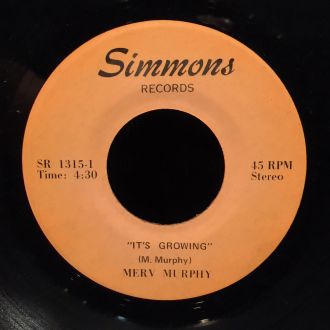 Simmons
RECORDS
SR 1315-1
45 RPM
Time: 4:30
Stereo
"IT'S GROWING"
(M. Murphy)
MERV MURPHY